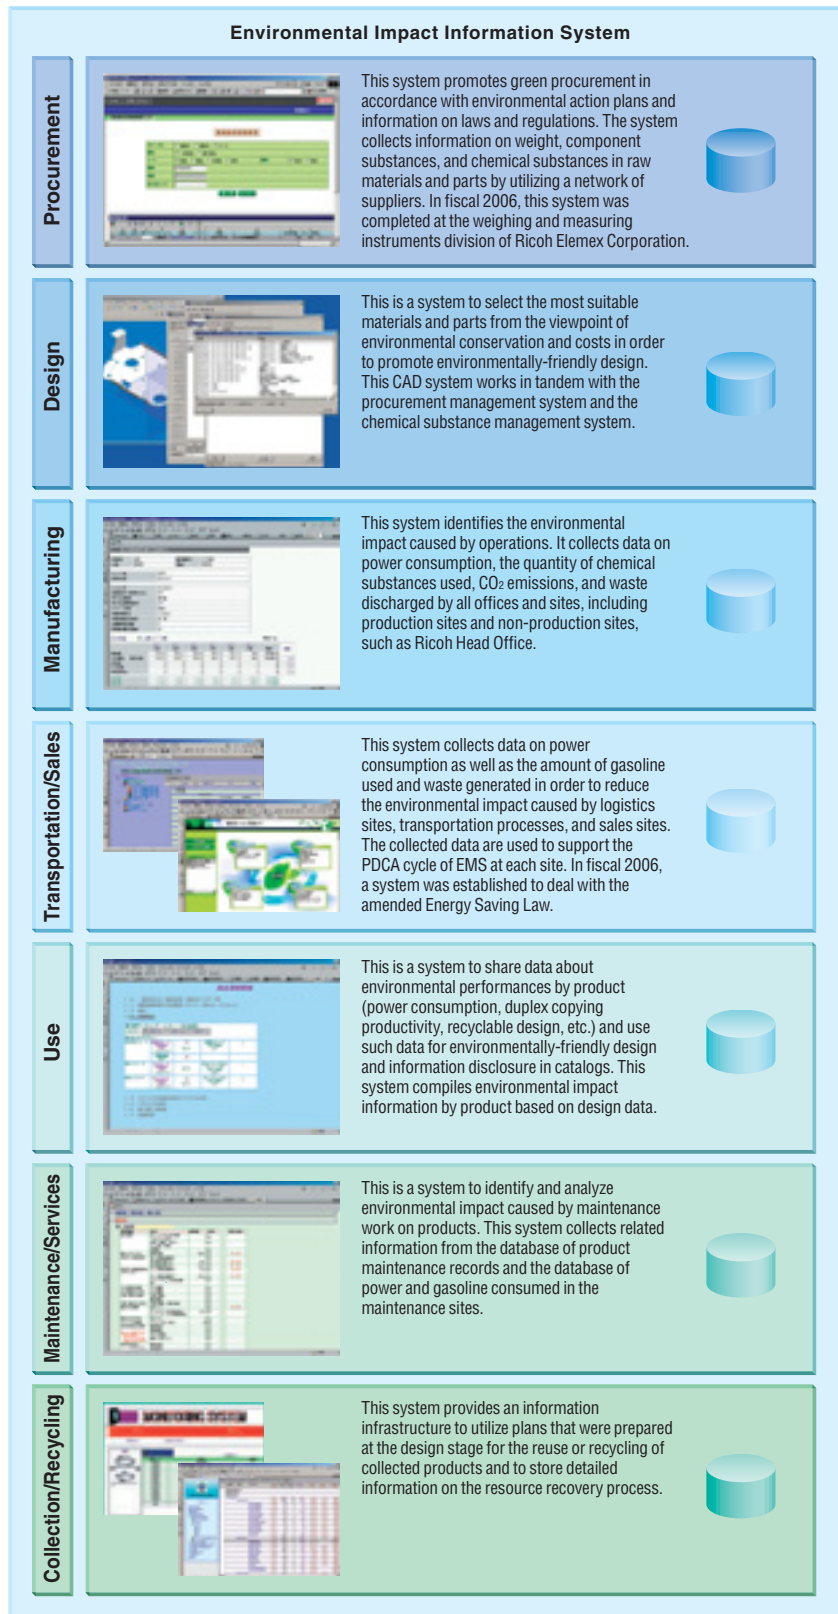 Environmental Impact Information System
Procurement
This system promotes green procurement in
accordance with environmental action plans and
information on laws and regulations. The system
collects information on weight, component
substances, and chemical substances in raw
materials and parts by utilizing a network of
suppliers. In fiscal 2006, this system was
completed at the weighing and measuring
instruments division of Ricoh Elemex Corporation.
Design
This is a system to select the most suitable
materials and parts from the viewpoint of
environmental conservation and costs in order
to promote environmentally-friendly design.
This CAD system works in tandem with the
procurement management system and the
chemical substance management system.
Manufacturing
This system identifies the environmental
impact caused by operations. It collects data on
power consumption, the quantity of chemical
substances used, CO2 emissions, and waste
discharged by all offices and sites, including
production sites and non-production sites,
such as Ricoh Head Office.
Transportation/Sales
This system collects data on power
consumption as well as the amount of gasoline
used and waste generated in order to reduce
the environmental impact caused by logistics
sites, transportation processes, and sales sites.
The collected data are used to support the
PDCA cycle of EMS at each site. In fiscal 2006,
a system was established to deal with the
amended Energy Saving Law.
Use
This is a system to share data about
environmental performances by product
(power consumption, duplex copying
productivity, recyclable design, etc.) and use
such data for environmentally-friendly design
and information disclosure in catalogs. This
system compiles environmental impact
information by product based on design data.
Maintenance/Services
This is a system to identify and analyze
environmental impact caused by maintenance
work on products. This system collects related
information from the database of product
maintenance records and the database of
power and gasoline consumed in the
maintenance sites.
Collection/Recycling
MONITORING SYSTEM
This system provides an information
infrastructure to utilize plans that were prepared
at the design stage for the reuse or recycling of
collected products and to store detailed
information on the resource recovery process.